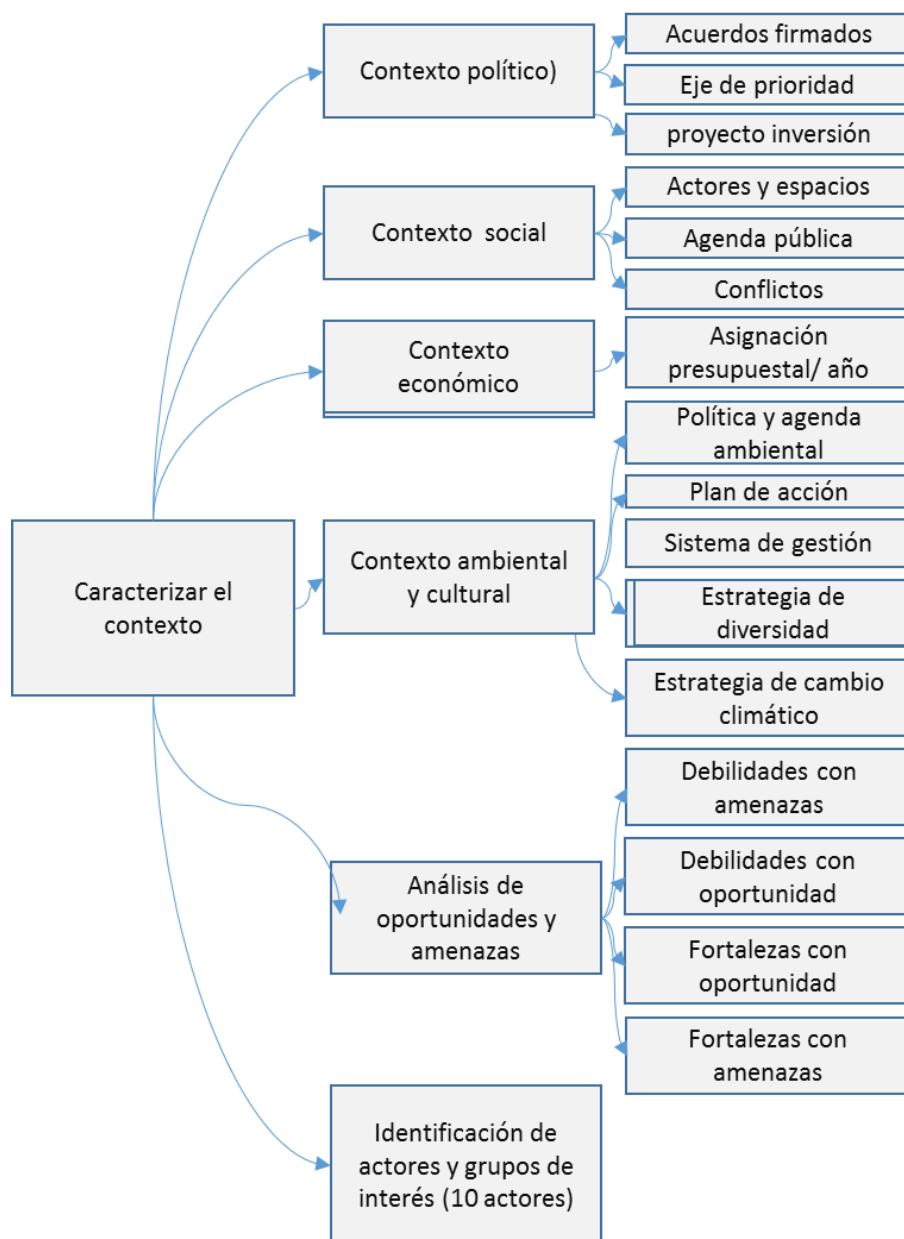 Caracterizar el
contexto
Contexto político)
Acuerdos firmados
Eje de prioridad
proyecto inversión
Contexto social
Actores y espacios
Agenda pública
Conflictos
Contexto
económico
Asignación
presupuestal/ año
Contexto ambiental
y cultural
Política y agenda
ambiental
Plan de acción
Sistema de gestión
Estrategia de
diversidad
Estrategia de cambio
climático
Análisis de
oportunidades y
amenazas
Debilidades con
amenazas
Debilidades con
oportunidad
Fortalezas con
oportunidad
Fortalezas con
amenazas
Identificación de
actores y grupos de
interés (10 actores)